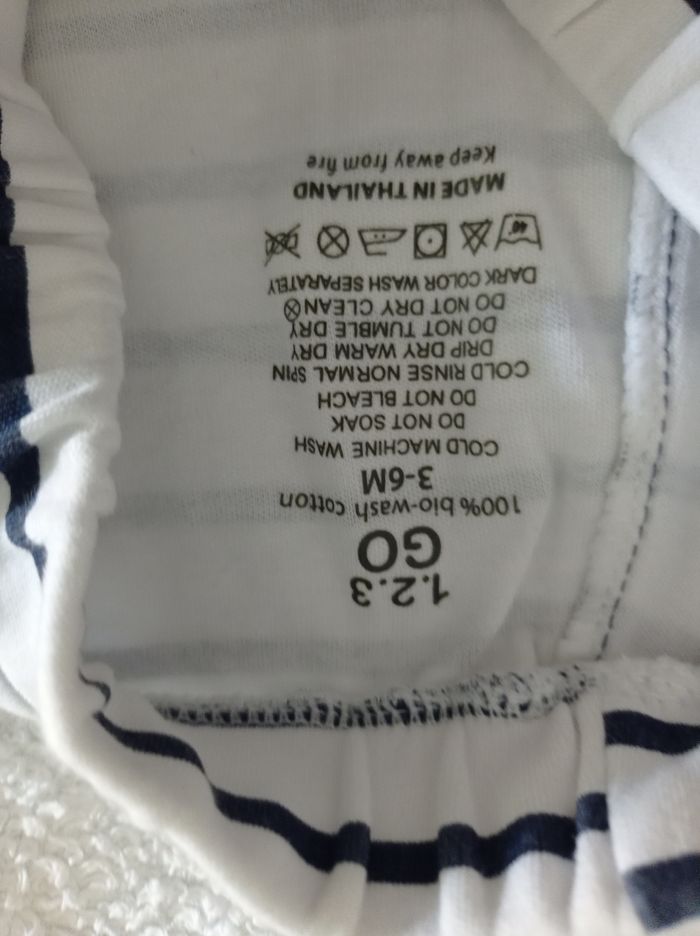 1.2.3
GO
100% bio-wash cotton
3-6M
COLD MACHINE WASH
DO NOT SOAK
DO NOT BLEACH
COLD RINSE NORMAL SPIN
DRIP DRY WARM DRY
DO NOT TUMBLE DRY
DO NOT DRY CLEAN
DARK COLOR WASH SEPARATELY
40°
MADE IN THAILAND
Keep away from fire